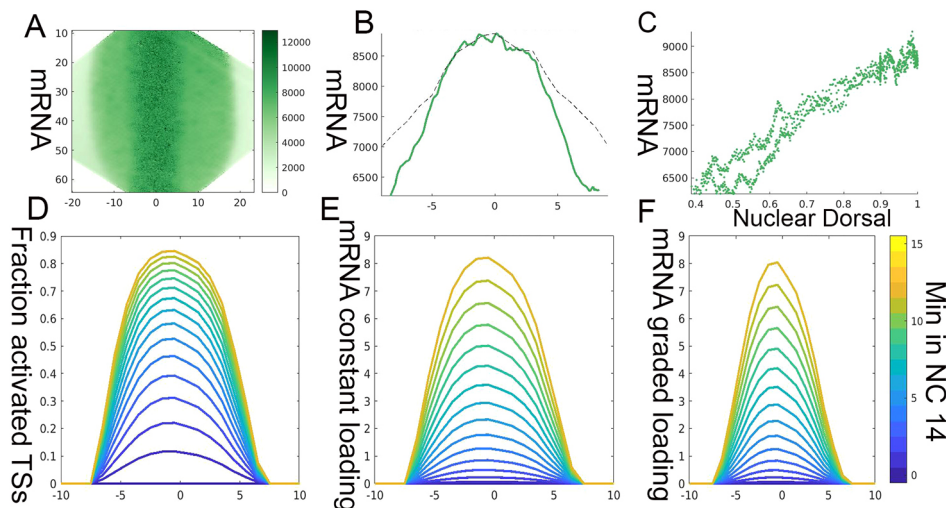 A
mRNA
10
20
30
40
50
60
-20 -10 0 10 20
12000
10000
8000
6000
4000
2000
0
B
mRNA
8500
8000
7500
7000
6500
-5 0 5
C
mRNA
9000
8500
8000
7500
7000
6500
0.4 0.5 0.6 0.7 0.8 0.9 1
Nuclear Dorsal
D
Fraction activated TSs
0.9
0.8
0.7
0.6
0.5
0.4
0.3
0.2
0.1
0
-10 -5 0 5 10
E
mRNA constant loading
9
8
7
6
5
4
3
2
1
0
-10 -5 0 5 10
F
mRNA graded loading
9
8
7
6
5
4
3
2
1
0
-10 -5 0 5 10
15
10
5
0
Min in NC 14